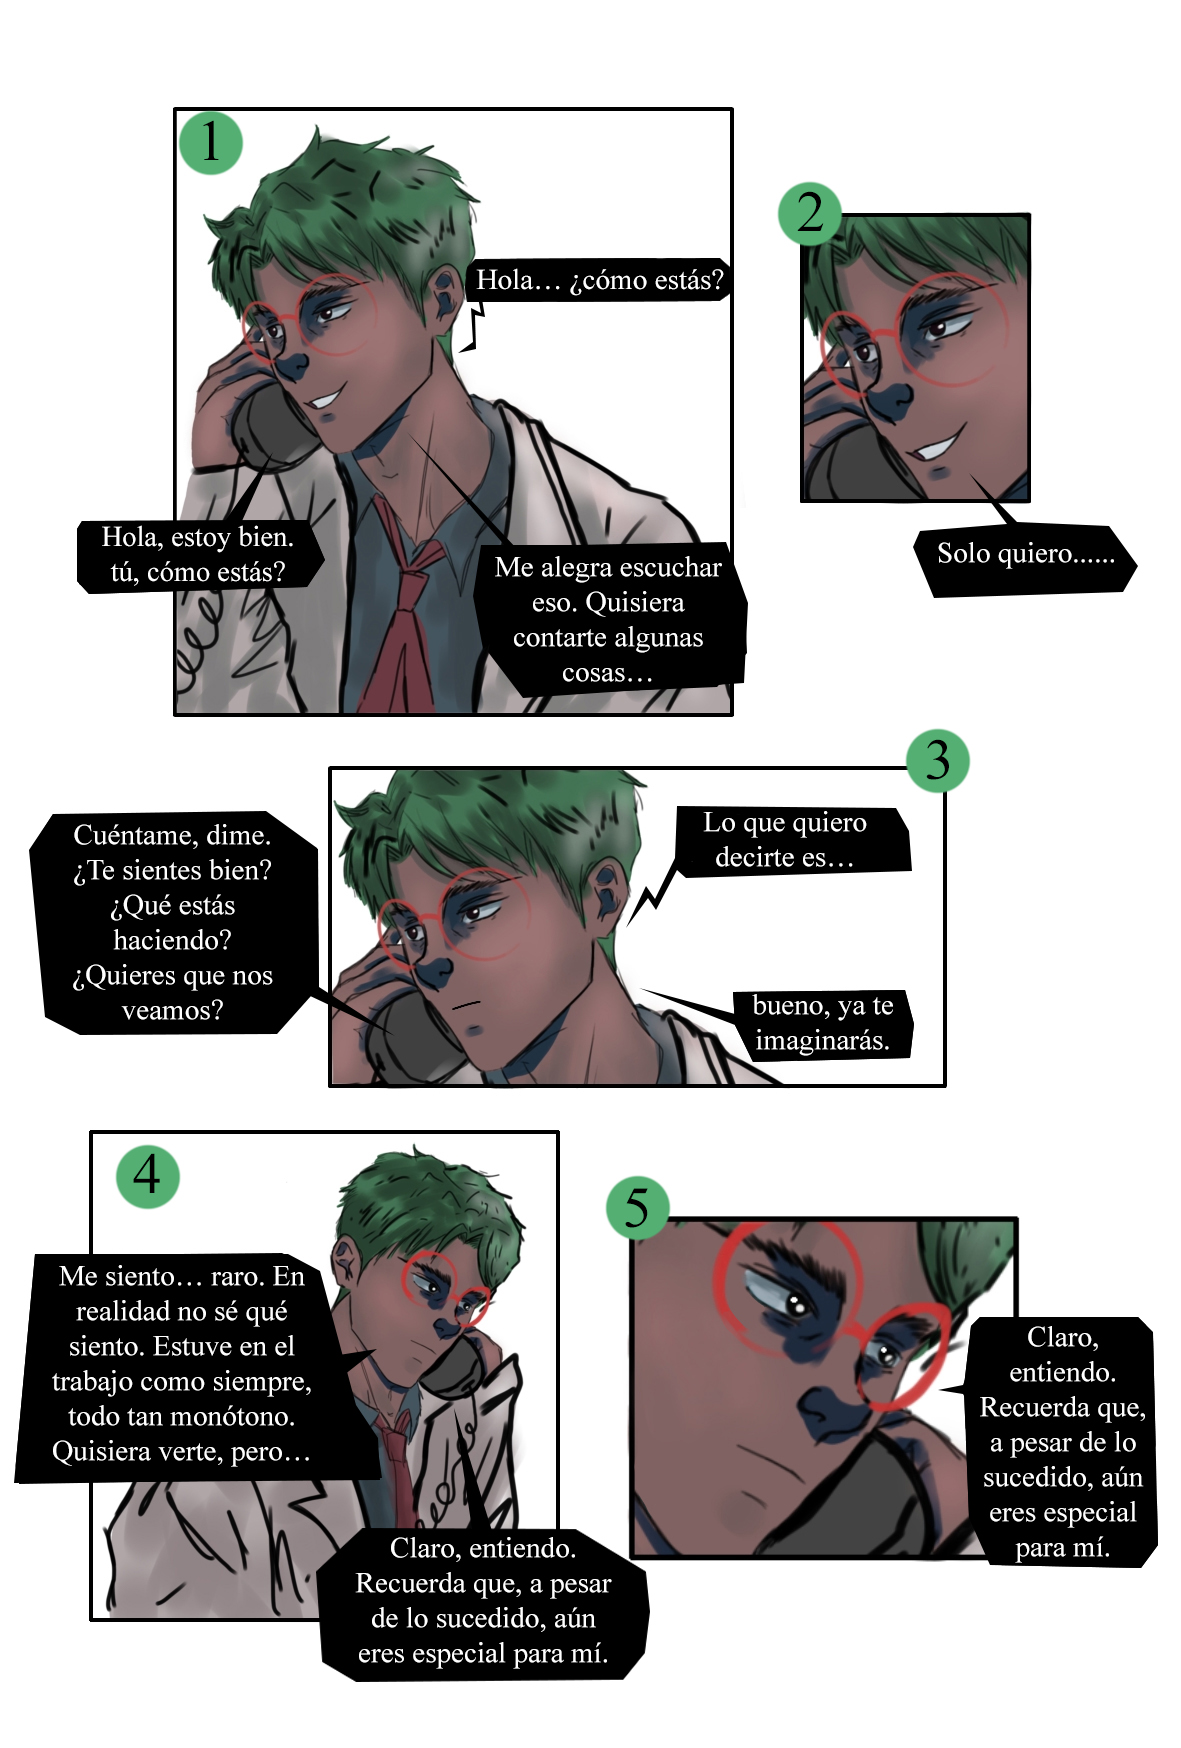 1
Hola… ¿cómo estás?
Hola, estoy bien.
tú, cómo estás?
Me alegra escuchar
eso. Quisiera
contarte algunas
cosas…
2
Solo quiero......
3
Lo que quiero
decirte es…
Cuéntame, dime.
¿Te sientes bien?
¿Qué estás
haciendo?
¿Quieres que nos
veamos?
bueno, ya te
imaginarás.
4
Me siento… raro. En
realidad no sé qué
siento. Estuve en el
trabajo como siempre,
todo tan monótono.
Quisiera verte, pero…
Claro, entiendo.
Recuerda que, a pesar
de lo sucedido, aún
eres especial para mí.
5
Claro,
entiendo.
Recuerda que,
a pesar de lo
sucedido, aún
eres especial
para mí.